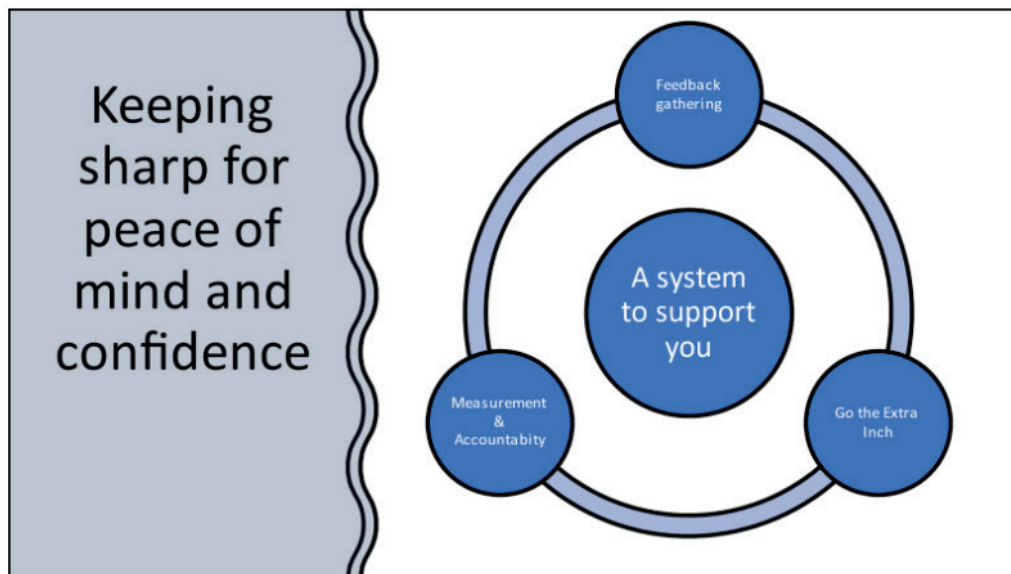 Keeping
sharp for
peace of
mind and
confidence
Feedback
gathering
A system
to support
you
Measurement
&
Accountabity
Go the Extra
Inch